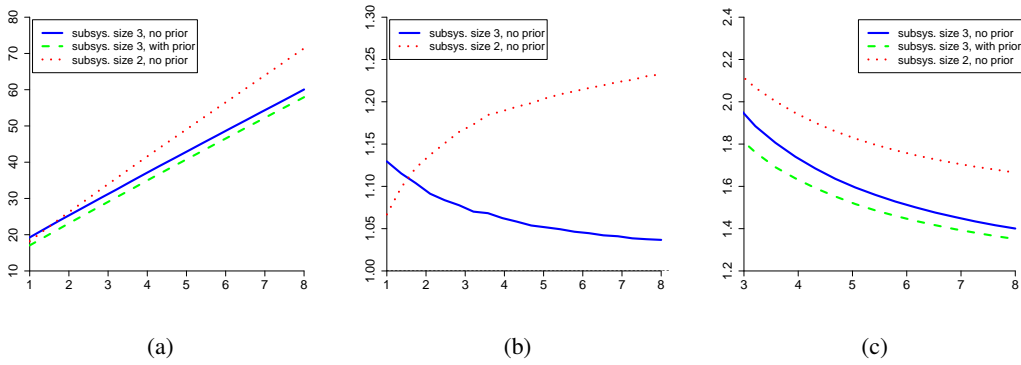 subsys. size 3, no prior
subsys. size 3, with prior
subsys. size 2, no prior
80
70
60
50
40
30
20
10
1 2 3 4 5 6 7 8
(a)
subsys. size 3, no prior
subsys. size 2, no prior
1.30
1.25
1.20
1.15
1.10
1.05
1.00
1 2 3 4 5 6 7 8
(b)
subsys. size 3, no prior
subsys. size 3, with prior
subsys. size 2, no prior
2.4
2.2
2.0
1.8
1.6
1.4
1.2
3 4 5 6 7 8
(c)